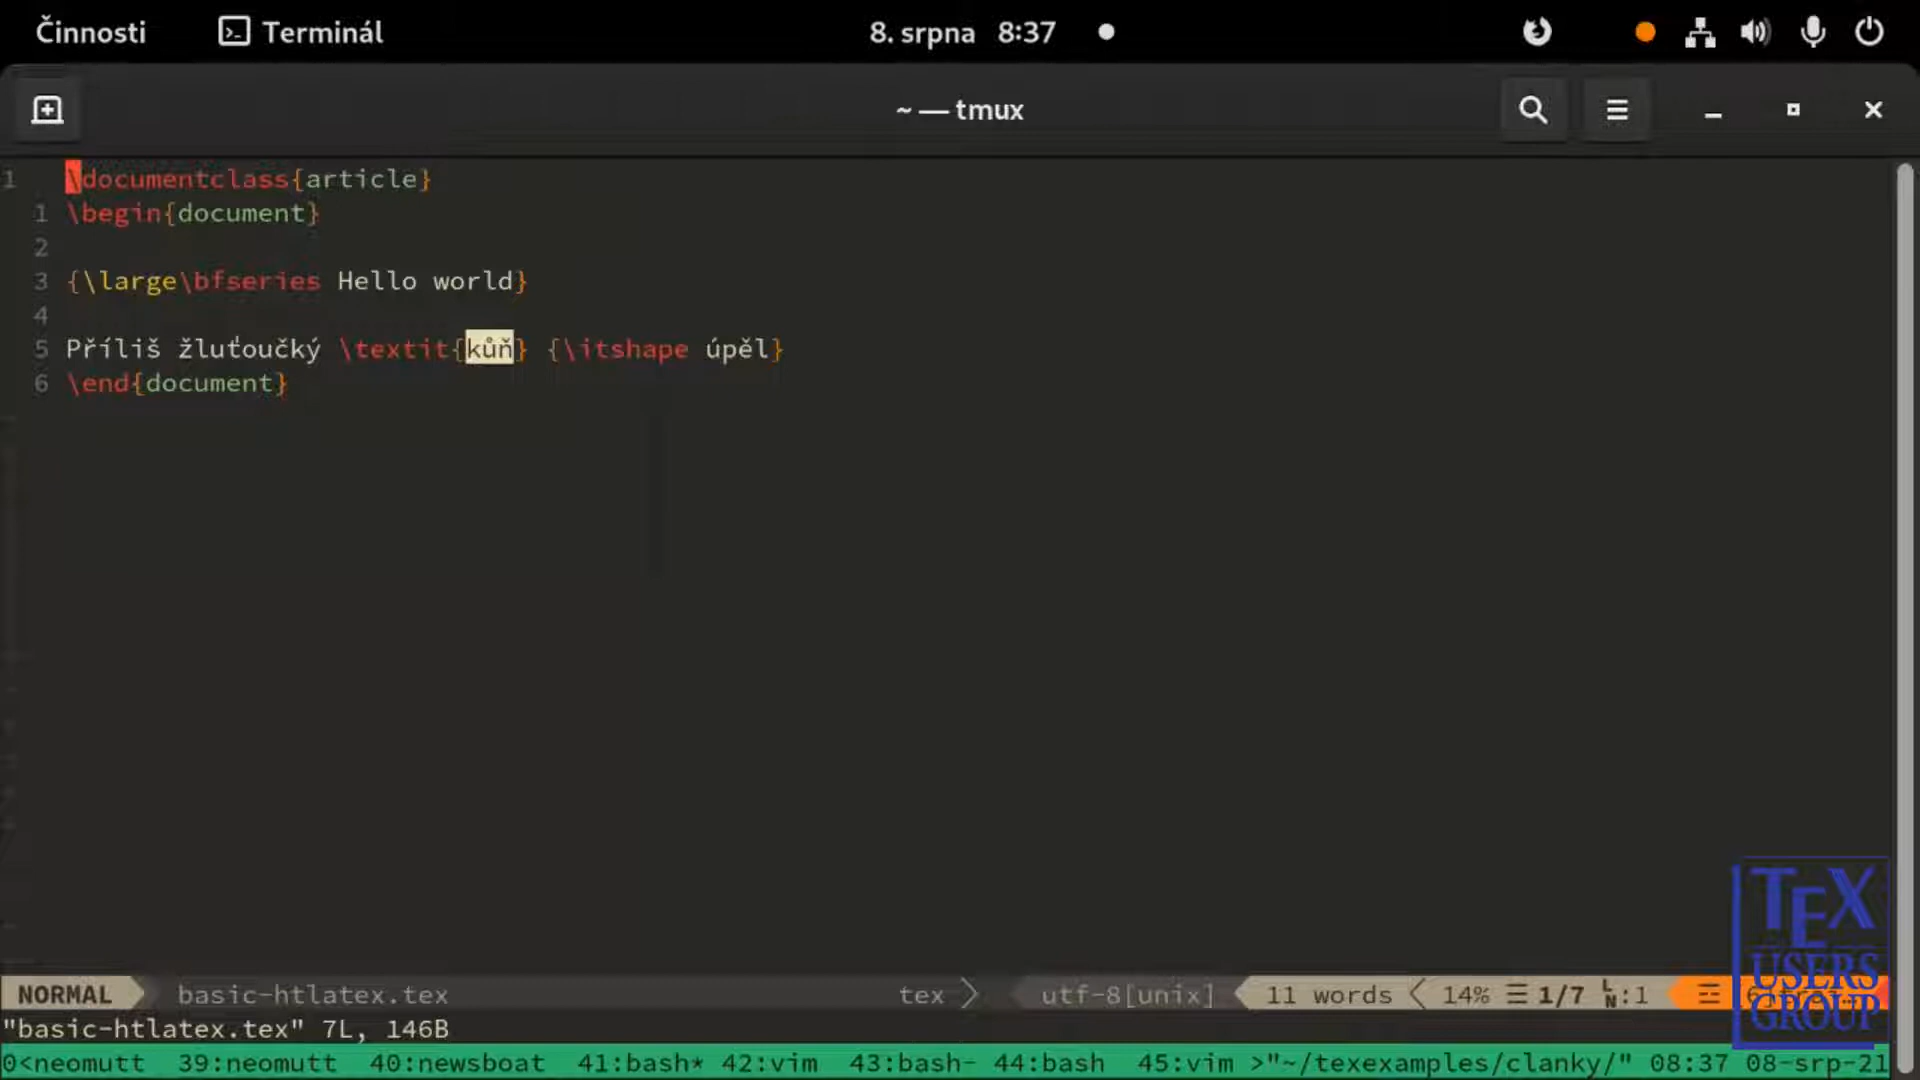 Činnosti Terminál 8. srpna 8:37
~ — tmux
1 \documentclass{article}
1 \begin{document}
2
3 {\large\bfseries Hello world}
4
5 Příliš žluťoučký \textit{kůň} {\itshape úpěl}
6 \end{document}
NORMAL basic-htlatex.tex tex utf-8[unix] 11 words 14% ☰ 1/7 LN:1
"basic-htlatex.tex" 7L, 146B
0<neomutt 39:neomutt 40:newsboat 41:bash* 42:vim 43:bash- 44:bash 45:vim >"~/texexamples/clanky/" 08:37 08-srp-21
TEX
USERS
GROUP